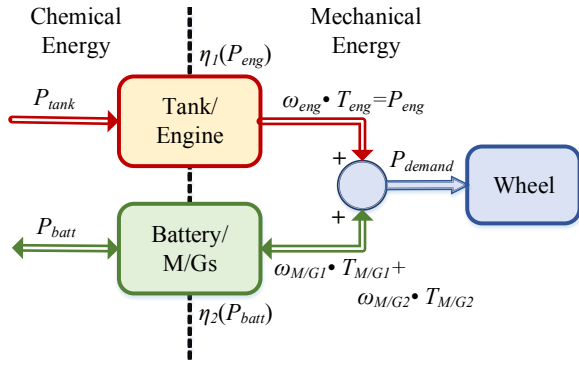 Chemical
Energy
Mechanical
Energy
η1(Peng)
Ptank
Tank/
Engine
ωeng• Teng=Peng
+
Pdemand
Wheel
+
Pbatt
Battery/
M/Gs
ωM/G1• TM/G1+
ωM/G2• TM/G2
η2(Pbatt)